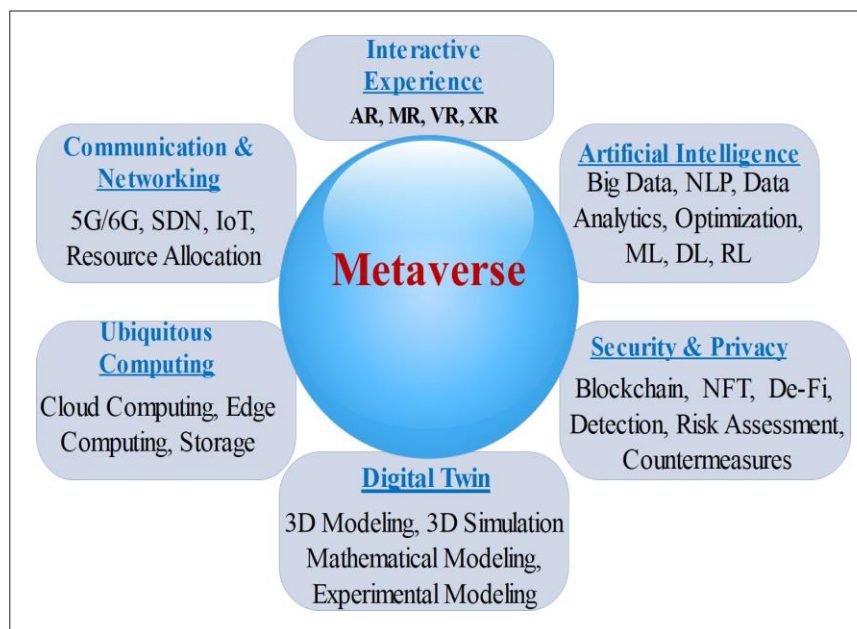 Interactive
Experience
AR, MR, VR, XR
Communication &
Networking
5G/6G, SDN, IoT,
Resource Allocation
Artificial Intelligence
Big Data, NLP, Data
Analytics, Optimization,
ML, DL, RL
Metaverse
Ubiquitous
Computing
Cloud Computing, Edge
Computing, Storage
Security & Privacy
Blockchain, NFT, De-Fi,
Detection, Risk Assessment,
Countermeasures
Digital Twin
3D Modeling, 3D Simulation
Mathematical Modeling,
Experimental Modeling